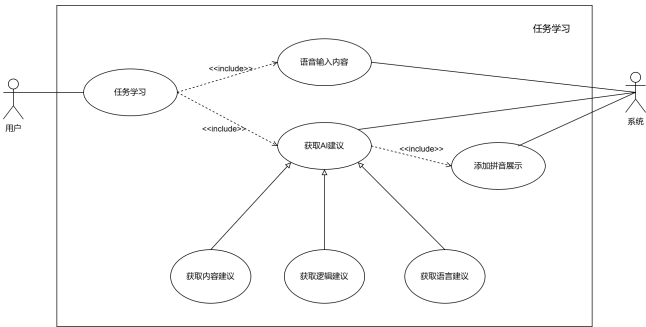 任务学习
<<include>>
语音输入内容
任务学习
用户
系统
<<include>>
获取AI建议
<<include>>
添加拼音展示
获取内容建议
获取逻辑建议
获取语言建议